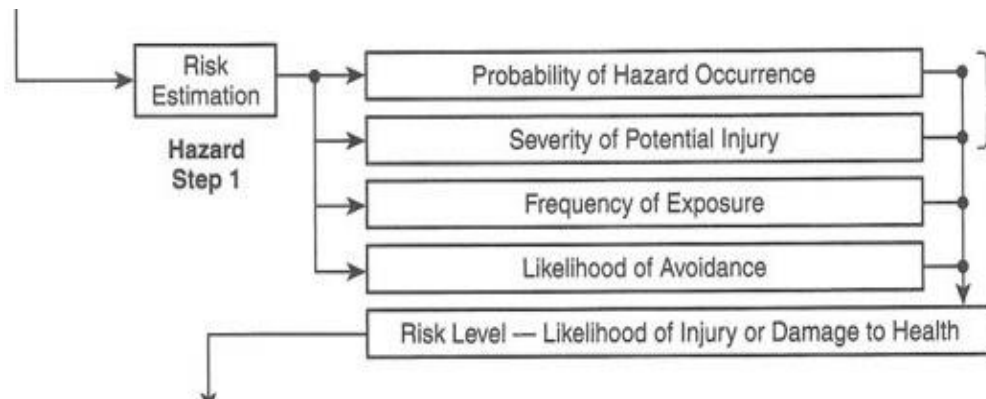 Risk
Estimation
Hazard
Step 1
Probability of Hazard Occurrence
Severity of Potential Injury
Frequency of Exposure
Likelihood of Avoidance
Risk Level — Likelihood of Injury or Damage to Health